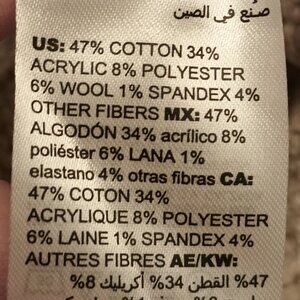 صنع في الصين
US: 47% COTTON 34%
ACRYLIC 8% POLYESTER
6% WOOL 1% SPANDEX 4%
OTHER FIBERS MX: 47%
ALGODÓN 34% acrílico 8%
poliéster 6% LANA 1%
elastano 4% otras fibras CA:
47% COTON 34%
ACRYLIQUE 8% POLYESTER
6% LAINE 1% SPANDEX 4%
AUTRES FIBRES AE/KW:
47% القطن 34% أكريليك 8%